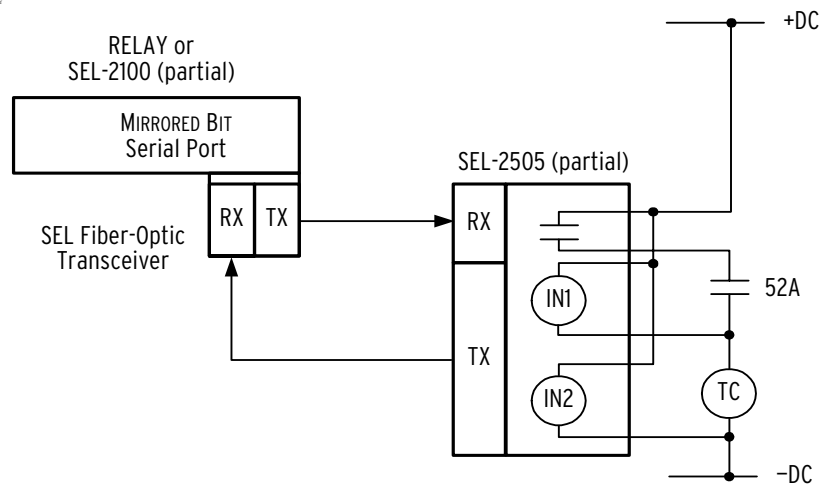 +DC
RELAY or
SEL-2100 (partial)
MIRRORED BIT
Serial Port
SEL-2505 (partial)
RX
TX
RX
SEL Fiber-Optic
Transceiver
IN1
52A
TX
IN2
TC
–DC